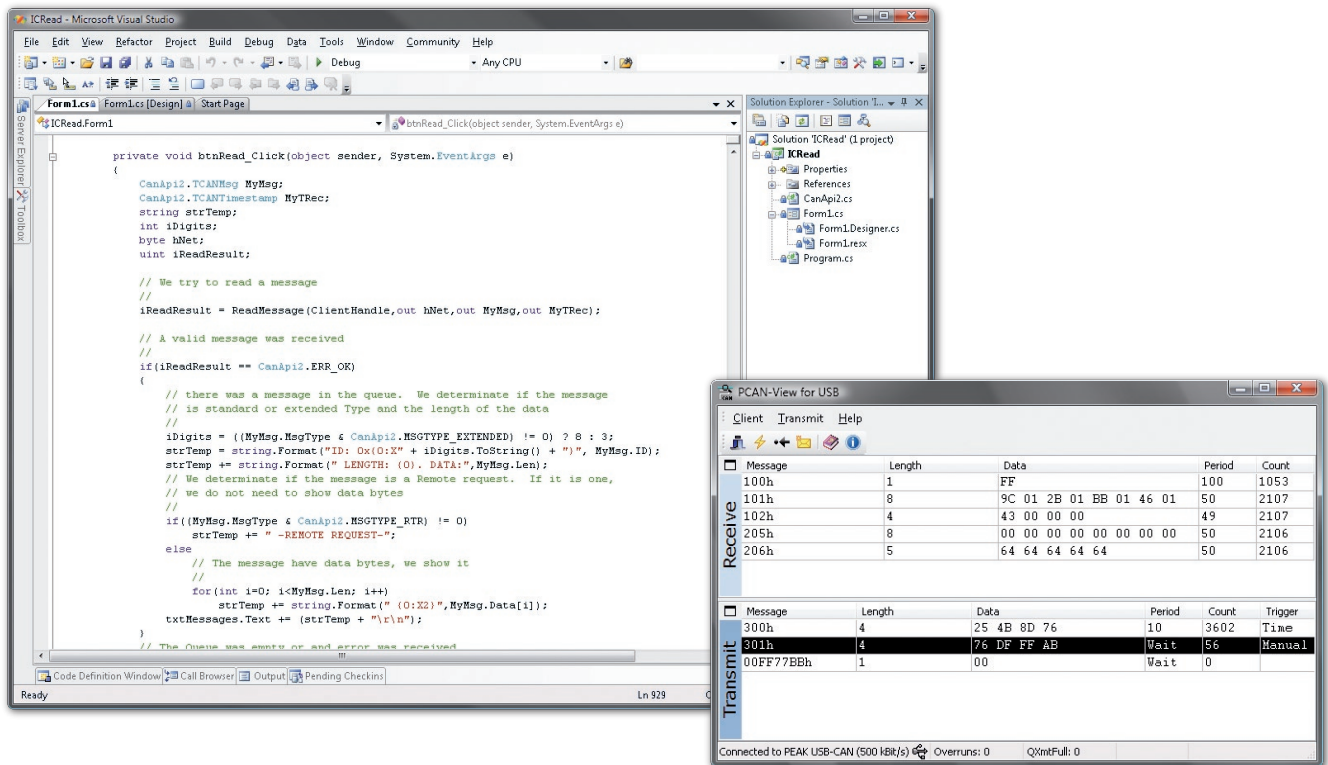 ICRead - Microsoft Visual Studio
File Edit View Refactor Project Build Debug Data Tools Window Community Help
Debug Any CPU
Form1.cs Form1.cs [Design] Start Page
ICRead.Form1 btnRead_Click(object sender, System.EventArgs e)
Server Explorer
Toolbox
private void btnRead_Click(object sender, System.EventArgs e)
{
CanApi2.TCANMsg MyMsg;
CanApi2.TCANTimestamp MyTRec;
string strTemp;
int iDigits;
byte hNet;
uint iReadResult;
// We try to read a message
//
iReadResult = ReadMessage(ClientHandle,out hNet,out MyMsg,out MyTRec);
// A valid message was received
//
if(iReadResult == CanApi2.ERR_OK)
{
// there was a message in the queue.  We determinate if the message
// is standard or extended Type and the length of the data
//
iDigits = ((MyMsg.MsgType & CanApi2.MSGTYPE_EXTENDED) != 0) ? 8 : 3;
strTemp = string.Format("ID: 0x{0:X" + iDigits.ToString() + "}", MyMsg.ID);
strTemp += string.Format(" LENGTH: {0}. DATA:",MyMsg.Len);
// We determinate if the message is a Remote request.  If it is one,
// we do not need to show data bytes
//
if((MyMsg.MsgType & CanApi2.MSGTYPE_RTR) != 0)
strTemp += " -REMOTE REQUEST-";
else
// The message have data bytes, we show it
//
for(int i=0; i<MyMsg.Len; i++)
strTemp += string.Format(" {0:X2}",MyMsg.Data[i]);
txtMessages.Text += (strTemp + "\r\n");
}
// The Queue was empty or and error was received
Code Definition Window Call Browser Output Pending Checkins
Ready Ln 929
Solution Explorer - Solution 'I...
Solution 'ICRead' (1 project)
ICRead
Properties
References
CanApi2.cs
Form1.cs
Form1.Designer.cs
Form1.resx
Program.cs
PCAN-View for USB
Client Transmit Help
Receive
Message Length Data Period Count
100h 1 FF 100 1053
101h 8 9C 01 2B 01 BB 01 46 01 50 2107
102h 4 43 00 00 00 49 2107
205h 8 00 00 00 00 00 00 00 00 50 2106
206h 5 64 64 64 64 64 50 2106
Transmit
Message Length Data Period Count Trigger
300h 4 25 4B 8D 76 10 3602 Time
301h 4 76 DF FF AB Wait 56 Manual
00FF77BBh 1 00 Wait 0
Connected to PEAK USB-CAN (500 kBit/s) Overruns: 0 QXmtFull: 0